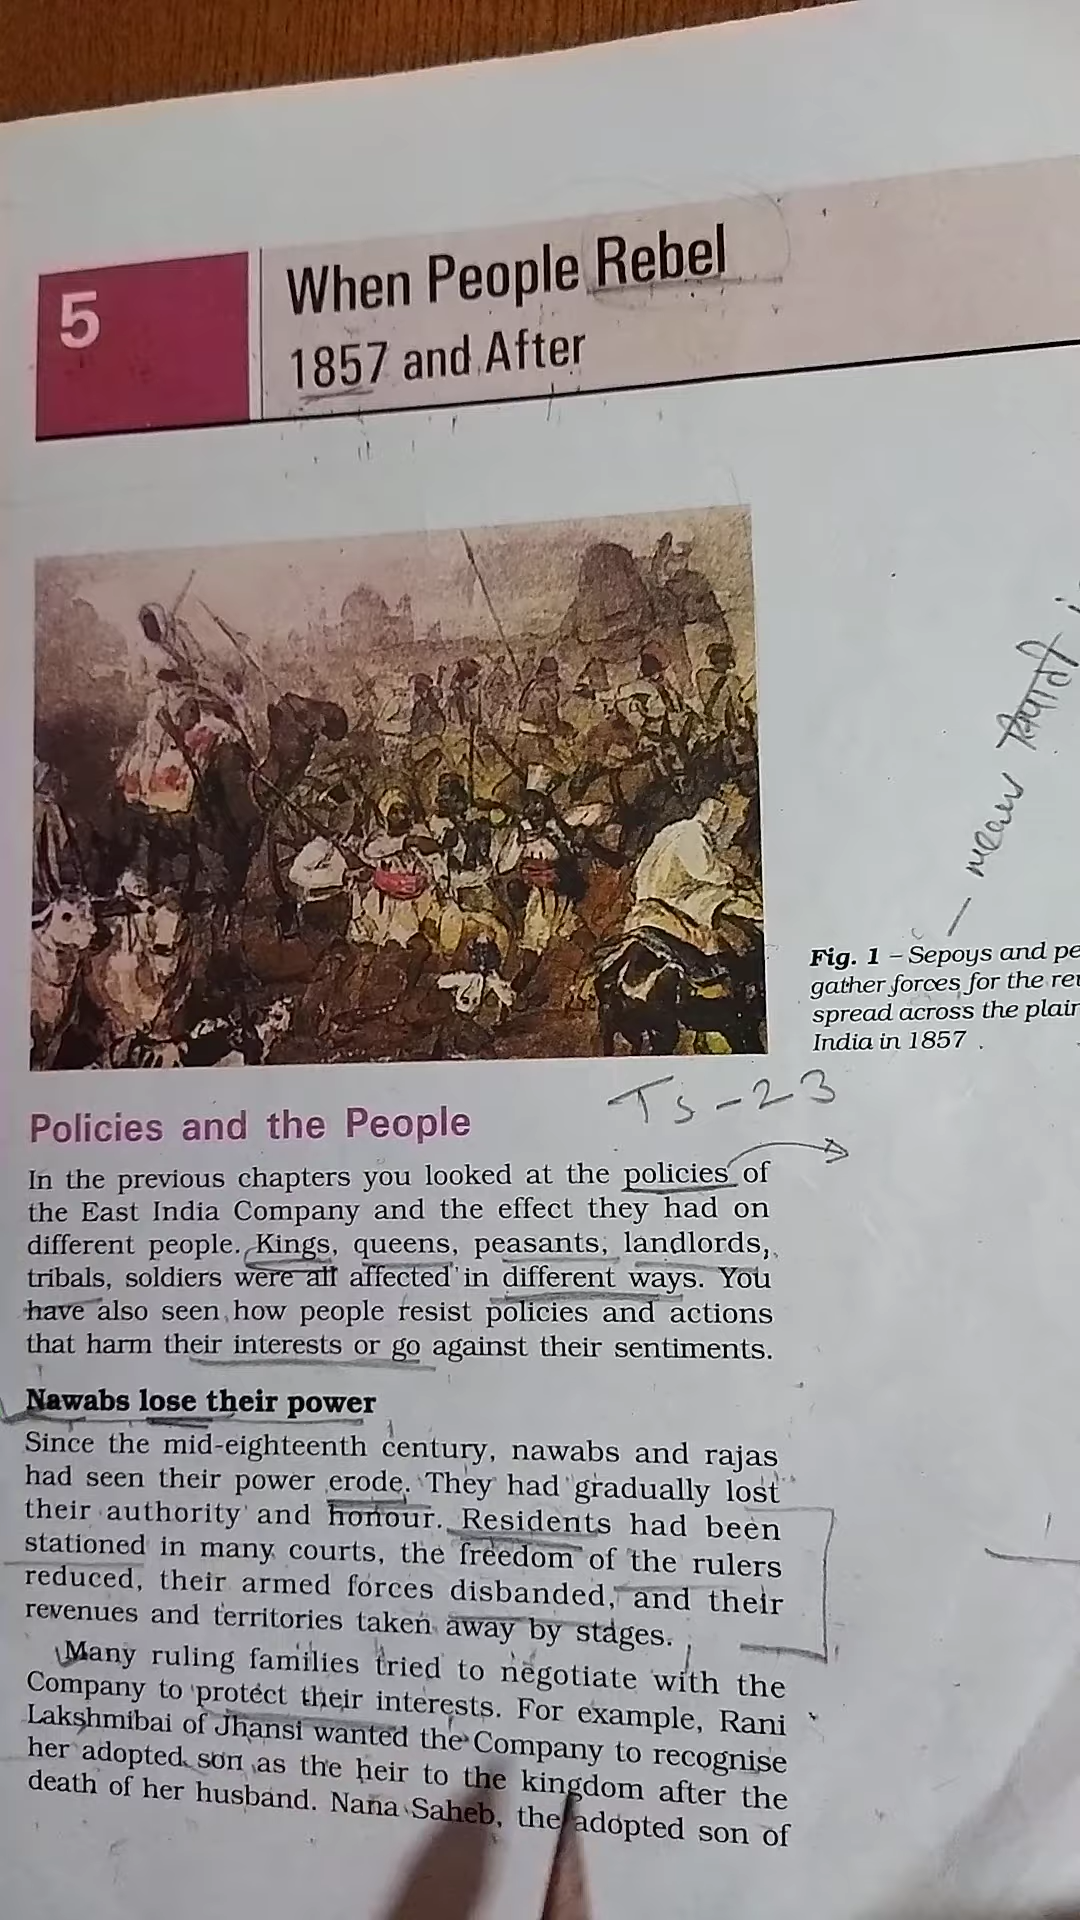 5
When People Rebel
1857 and After
Fig. 1 – Sepoys and
gather forces for the
spread across the
India in 1857
Ts-23
Policies and the People
In the previous chapters you looked at the policies of
the East India Company and the effect they had on
different people. Kings, queens, peasants, landlords,
tribals, soldiers were all affected in different ways. You
have also seen how people resist policies and actions
that harm their interests or go against their sentiments.
Nawabs lose their power
Since the mid-eighteenth century, nawabs and rajas
had seen their power erode. They had gradually lost
their authority and honour. Residents had been
stationed in many courts, the freedom of the rulers
reduced, their armed forces disbanded, and their
revenues and territories taken away by stages.
Many ruling families tried to negotiate with the
Company to protect their interests. For example, Rani
Lakshmibai of Jhansi wanted the Company to recognise
her adopted son as the heir to the kingdom after the
death of her husband. Nana Saheb, the adopted son of